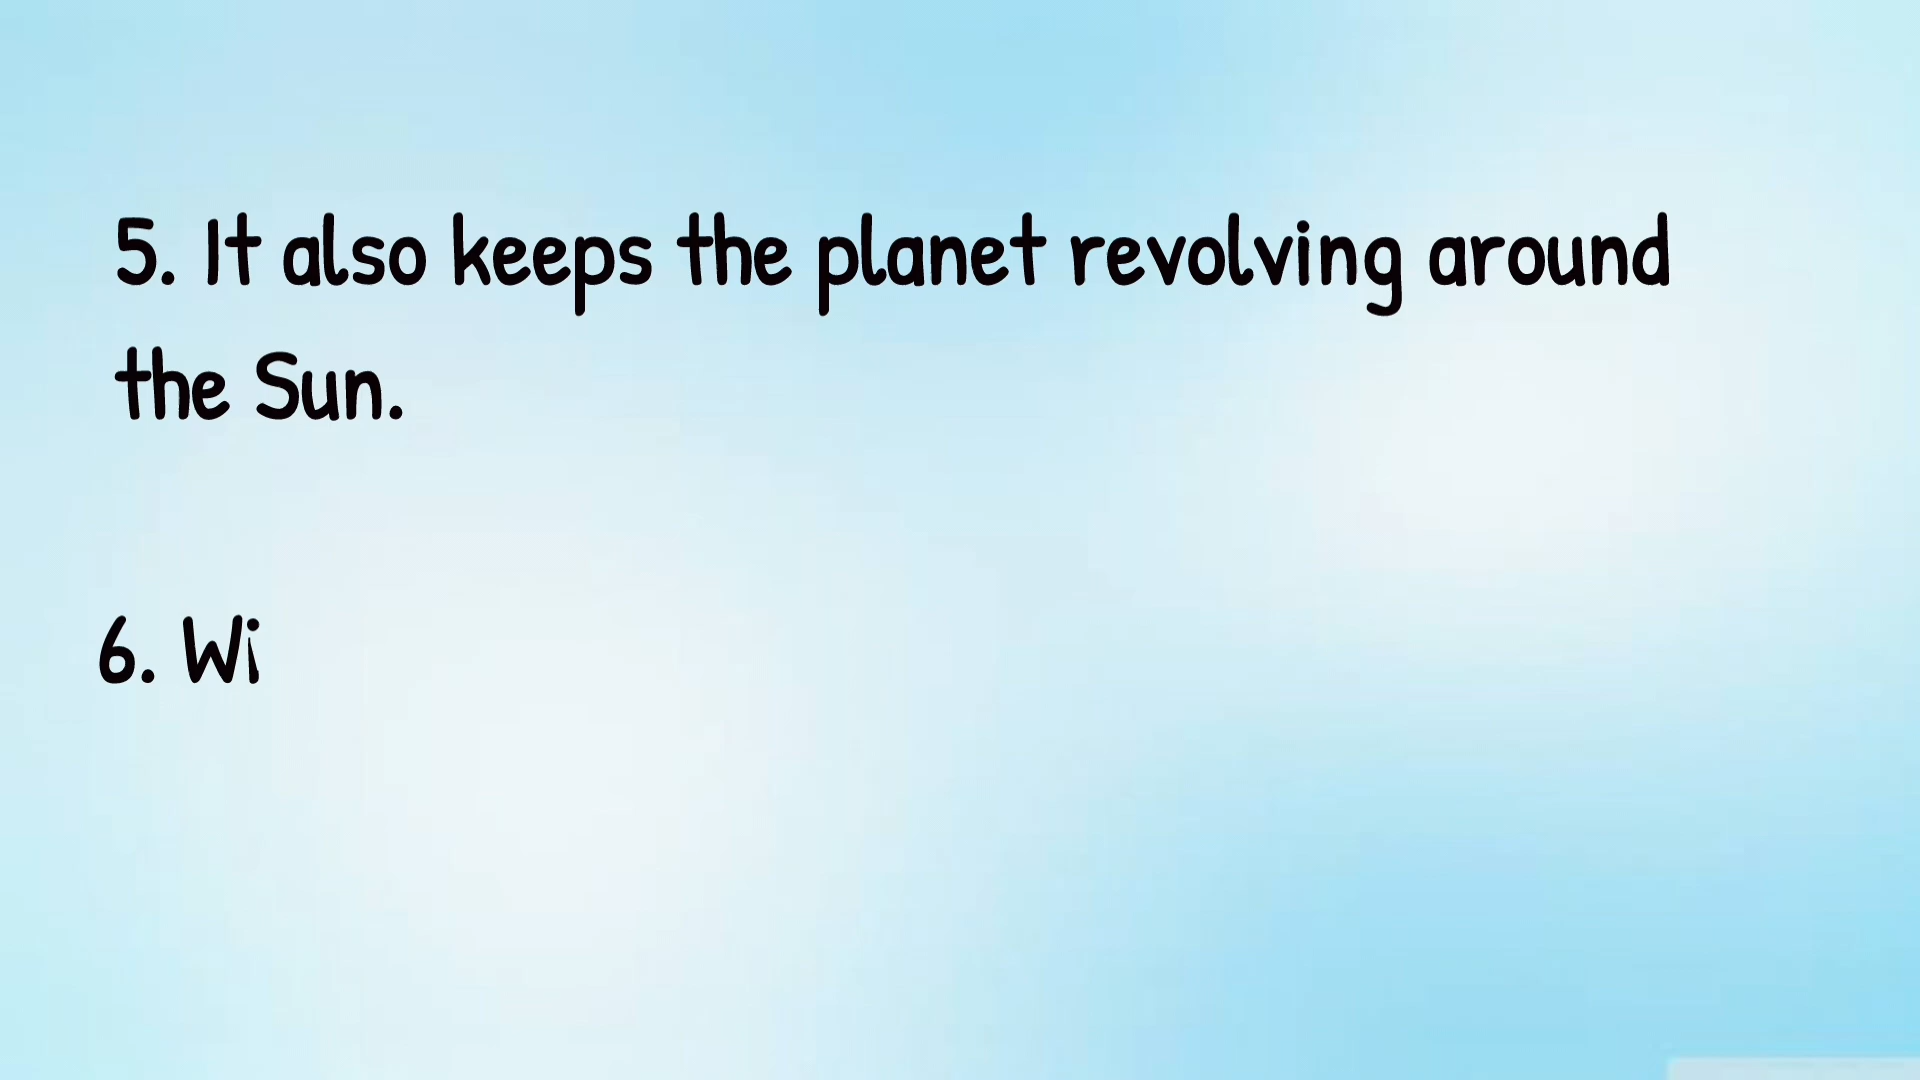 5. It also keeps the planet revolving around
the Sun.
6. Wi